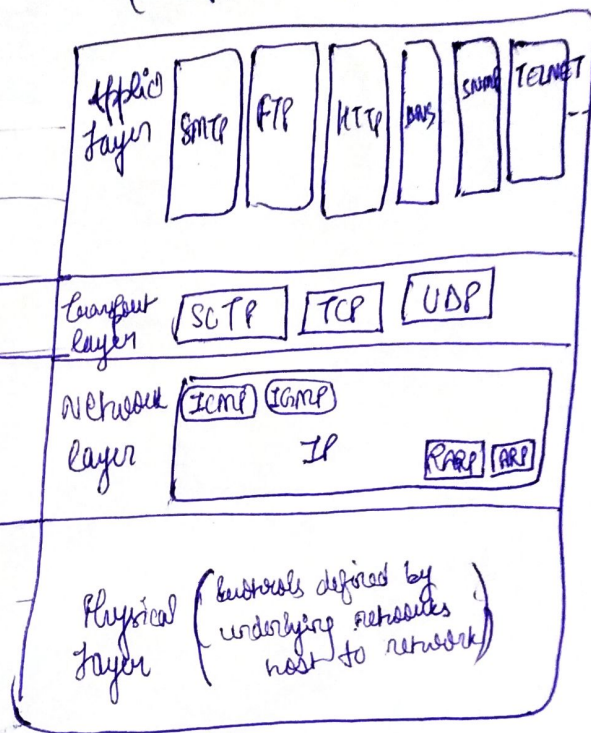 Applic
layer
SMTP FTP HTTP DNS SNMP TELNET
transport
layer
SCTP TCP UDP
Network
layer
ICMP IGMP
IP
RARP ARP
Physical
layer
(protocols defined by
underlying networks
host to network)